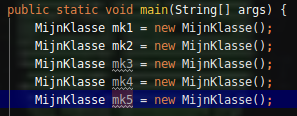 public static void main(String[] args) {
MijnKlasse mk1 = new MijnKlasse();
MijnKlasse mk2 = new MijnKlasse();
MijnKlasse mk3 = new MijnKlasse();
MijnKlasse mk4 = new MijnKlasse();
MijnKlasse mk5 = new MijnKlasse();